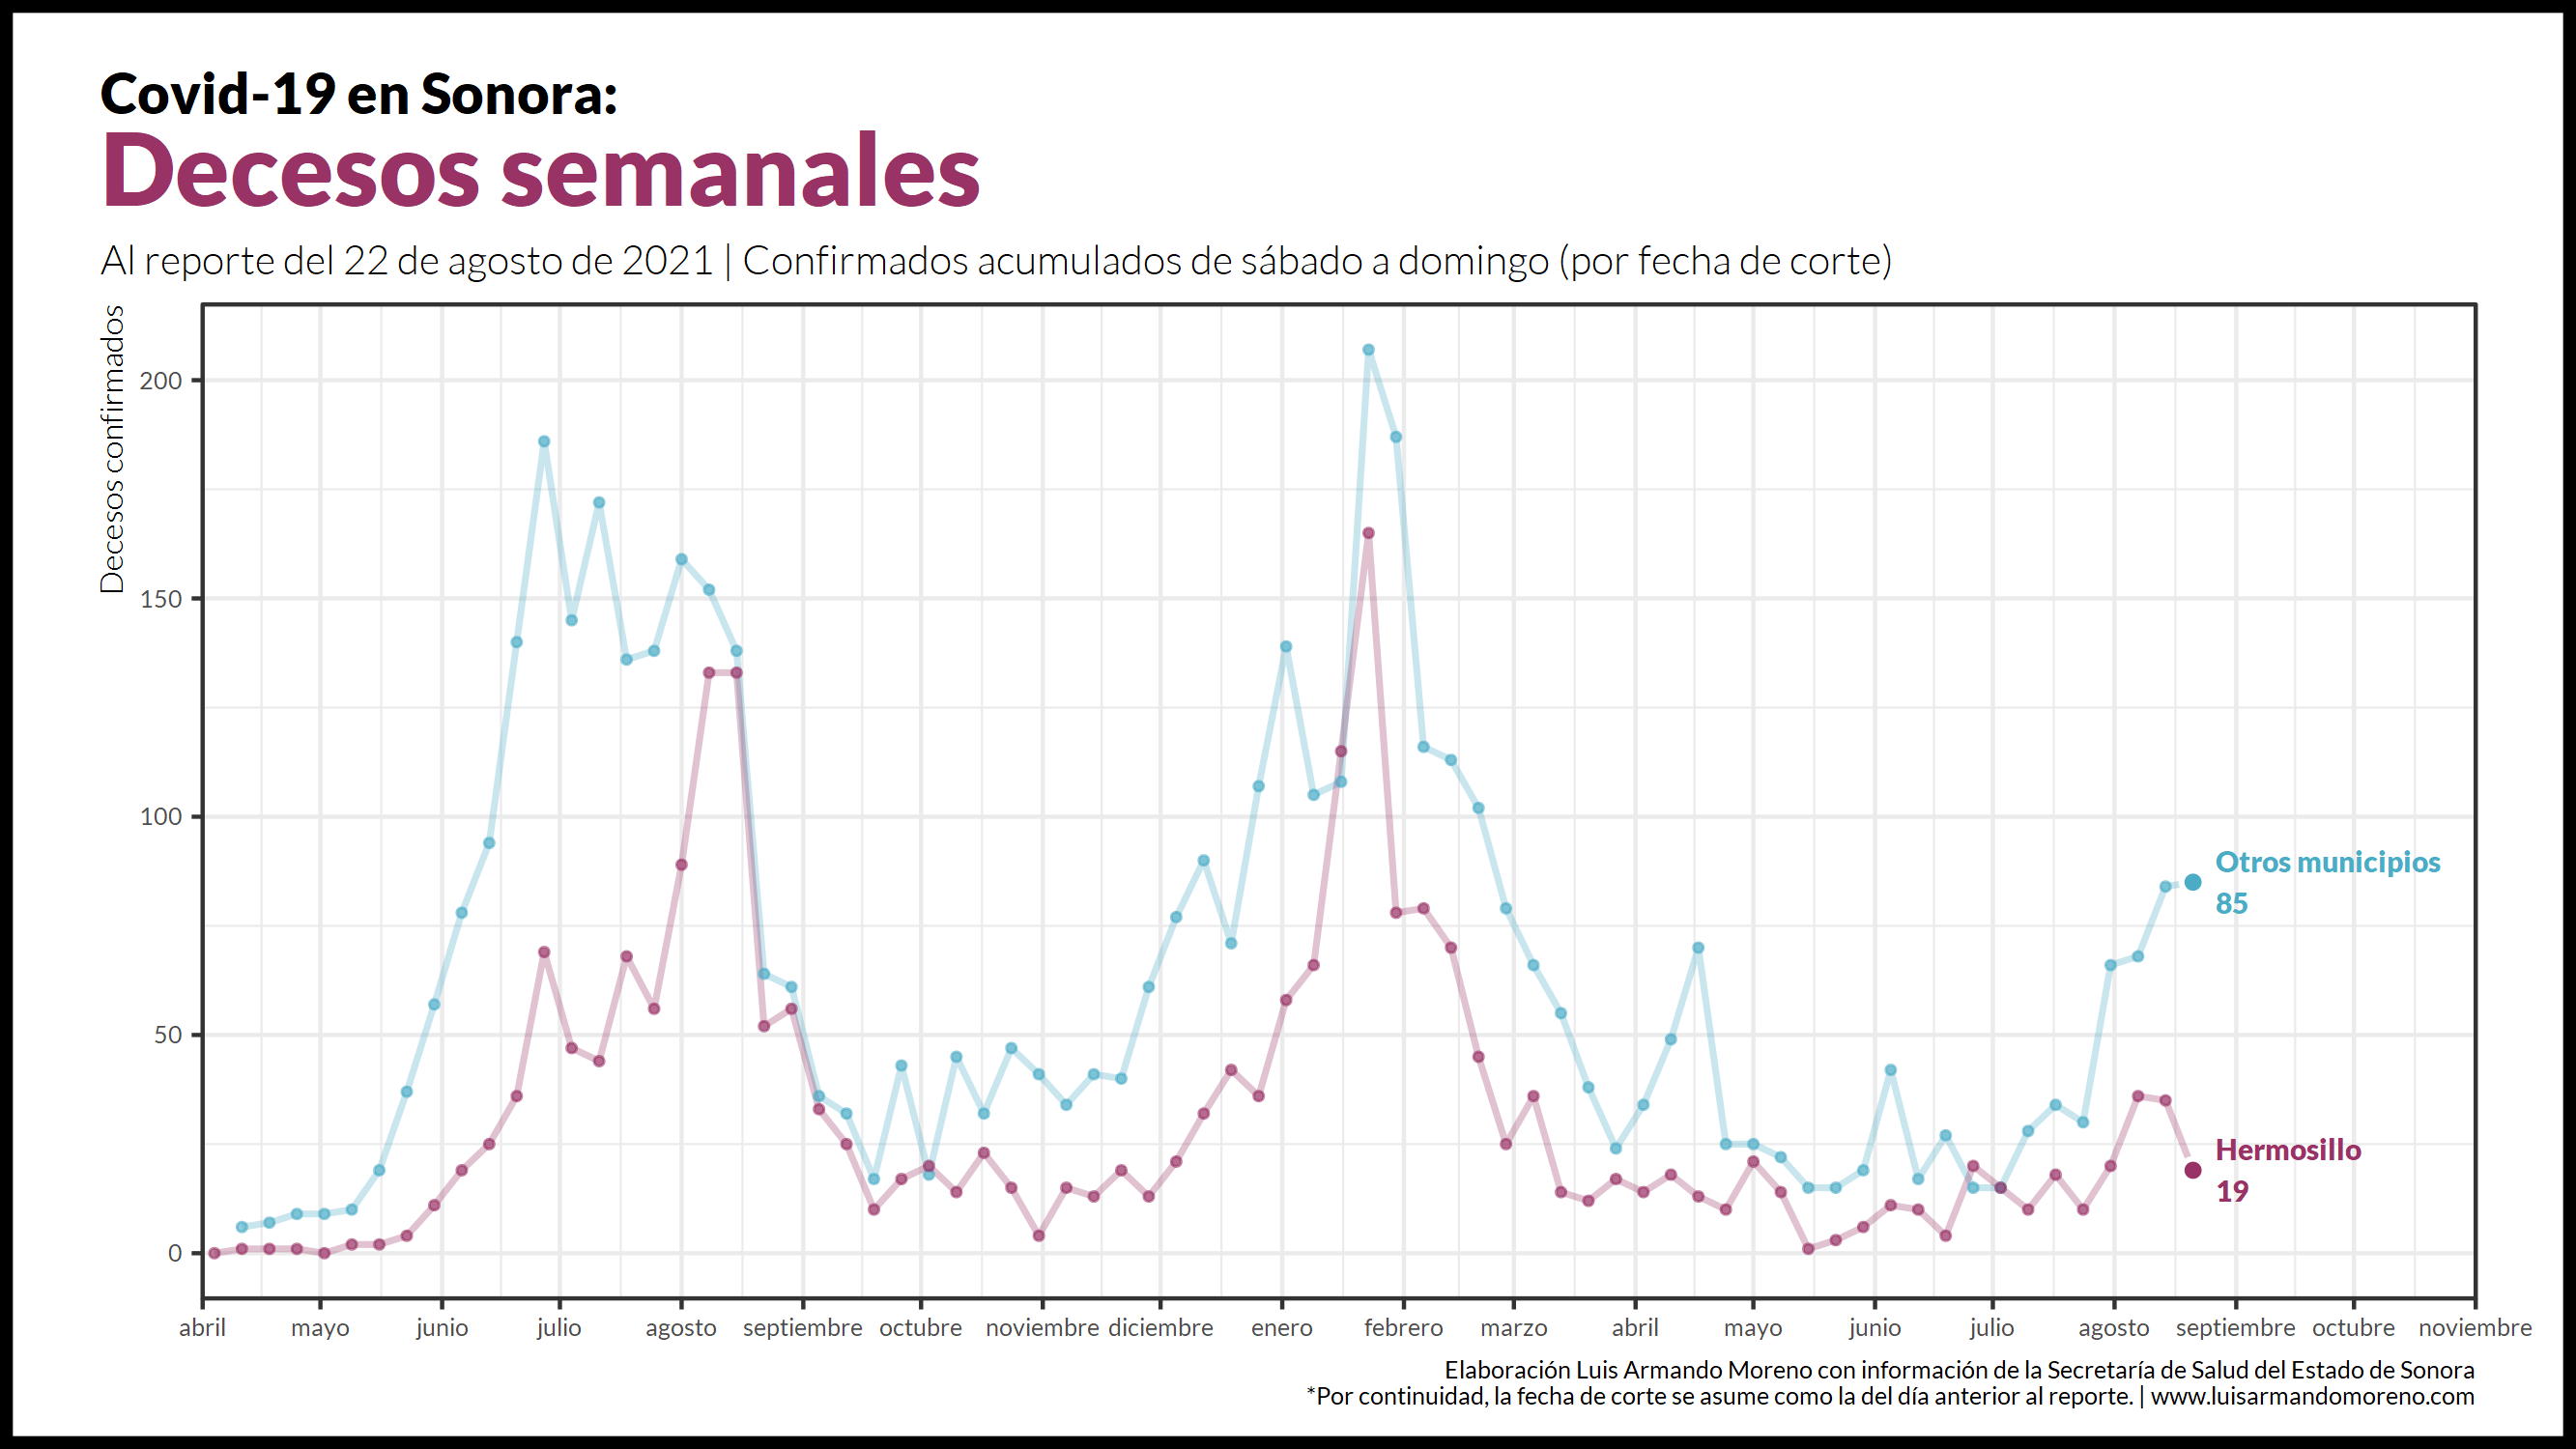 Covid-19 en Sonora:
Decesos semanales
Al reporte del 22 de agosto de 2021 | Confirmados acumulados de sábado a domingo (por fecha de corte)
Decesos confirmados
200
150
100
50
0
Otros municipios
85
Hermosillo
19
abril mayo junio julio agosto septiembre octubre noviembre diciembre enero febrero marzo abril mayo junio julio agosto septiembre octubre noviembre
Elaboración Luis Armando Moreno con información de la Secretaría de Salud del Estado de Sonora
*Por continuidad, la fecha de corte se asume como la del día anterior al reporte. | www.luisarmandomoreno.com